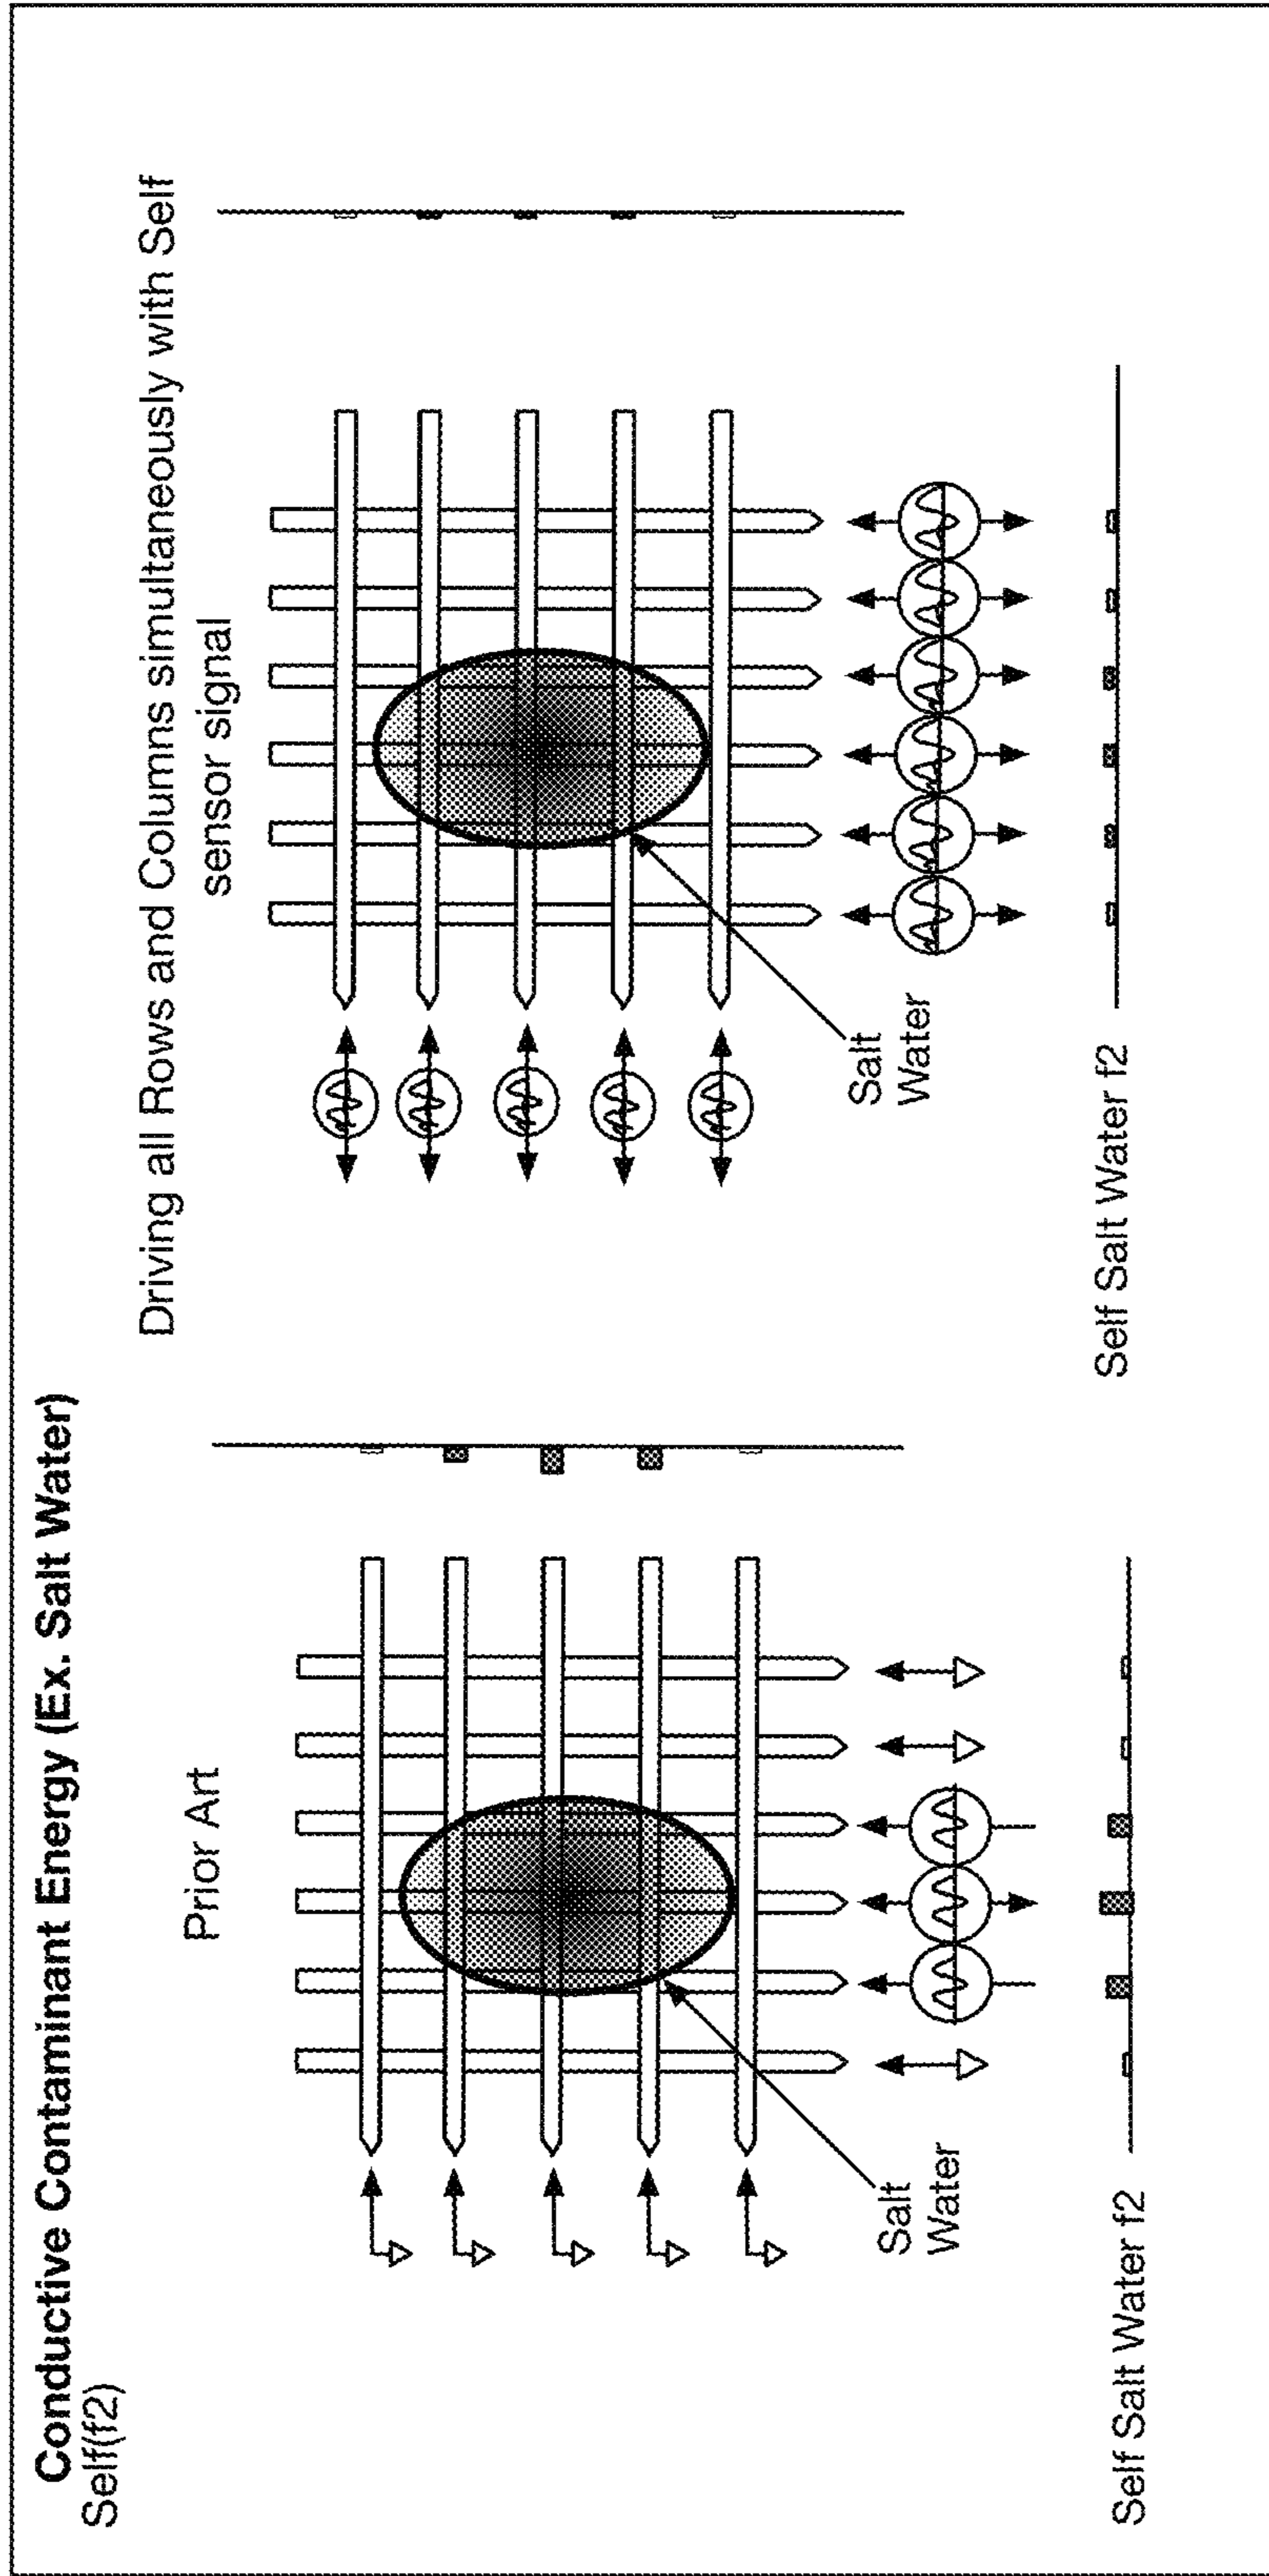 Conductive Contaminant Energy (Ex. Salt Water)
Self(f2)
Prior Art
Salt
Water
Self Salt Water f2
Driving all Rows and Columns simultaneously with Self
sensor signal
Salt
Water
Self Salt Water f2